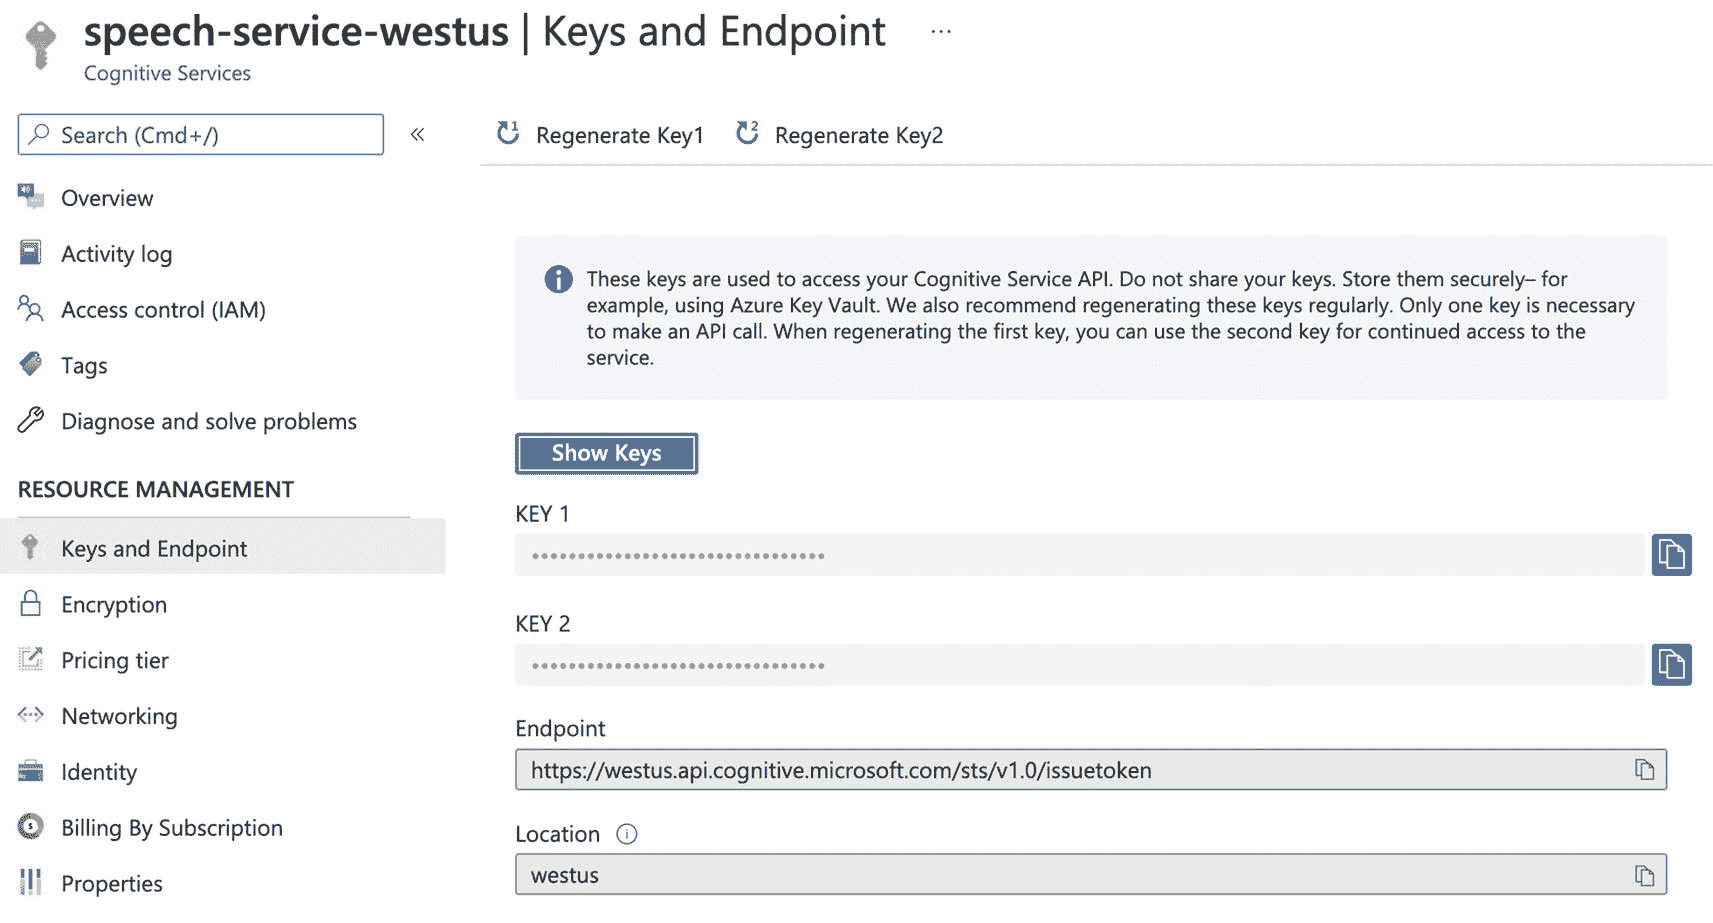 speech-service-westus | Keys and Endpoint ...
Cognitive Services
Search (Cmd+/)
«
Regenerate Key1
Regenerate Key2
Overview
Activity log
Access control (IAM)
Tags
Diagnose and solve problems
RESOURCE MANAGEMENT
Keys and Endpoint
Encryption
Pricing tier
Networking
Identity
Billing By Subscription
Properties
These keys are used to access your Cognitive Service API. Do not share your keys. Store them securely– for
example, using Azure Key Vault. We also recommend regenerating these keys regularly. Only one key is necessary
to make an API call. When regenerating the first key, you can use the second key for continued access to the
service.
Show Keys
KEY 1
••••••••••••••••••••••••••••••••
KEY 2
••••••••••••••••••••••••••••••••
Endpoint
https://westus.api.cognitive.microsoft.com/sts/v1.0/issuetoken
Location
westus